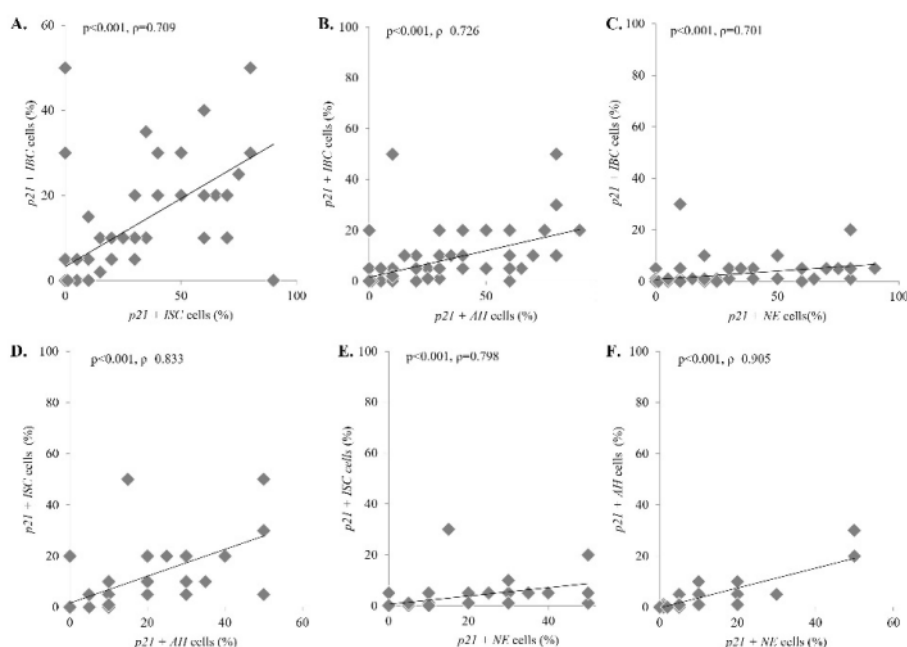 A.
p<0.001, ρ=0.709
p21 + IBC cells (%)
60
40
20
0
0 50 100
p21 + ISC cells (%)
B.
p<0.001, ρ 0.726
p21 + IBC cells (%)
100
80
60
40
20
0
0 50
p21 + AH cells (%)
C.
p<0.001, ρ=0.701
p21 + IBC cells (%)
100
80
60
40
20
0
0 50 100
p21 + NE cells(%)
D.
p<0.001, ρ 0.833
p21 + ISC cells (%)
100
80
60
40
20
0
0 20 40 60
p21 + AH cells (%)
E.
p<0.001, ρ=0.798
p21 + ISC cells (%)
100
80
60
40
20
0
0 20 40
p21 + NE cells (%)
F.
p<0.001, ρ 0.905
p21 + AH cells (%)
100
80
60
40
20
0
0 20 40 60
p21 + NE cells (%)